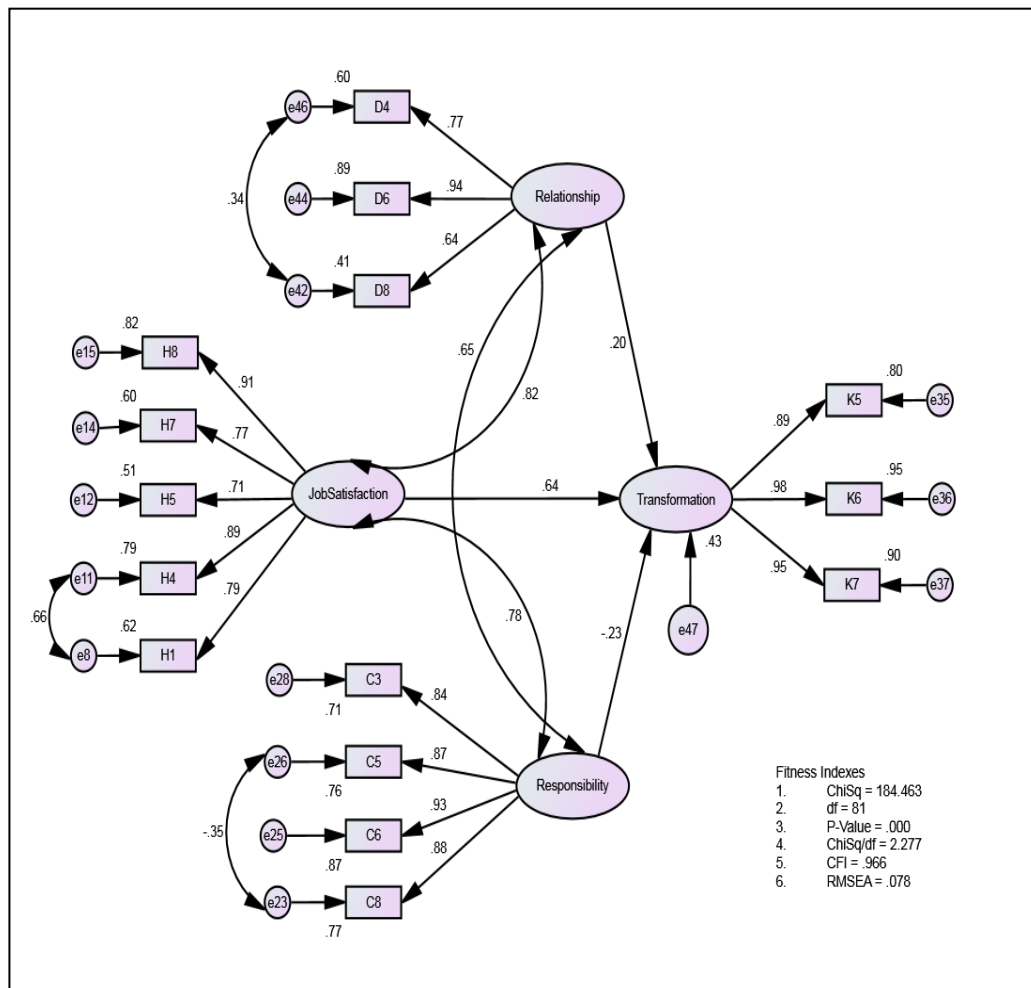 .60
e46
D4
.77
.89
e44
D6
.94
Relationship
.34
.64
.41
e42
D8
.82
e15
H8
.91
.65
.20
.82
.60
e14
H7
.77
.80
K5
e35
.89
.51
e12
H5
.71
JobSatisfaction
.64
Transformation
.98
.95
K6
e36
.89
.79
e11
H4
.43
.95
.90
K7
e37
.79
.66
.62
e8
H1
.78
-.23
e47
e28
C3
.71
.84
e26
C5
.76
.87
Responsibility
-.35
.93
e25
C6
.87
.88
e23
C8
.77
Fitness Indexes
1. ChiSq = 184.463
2. df = 81
3. P-Value = .000
4. ChiSq/df = 2.277
5. CFI = .966
6. RMSEA = .078